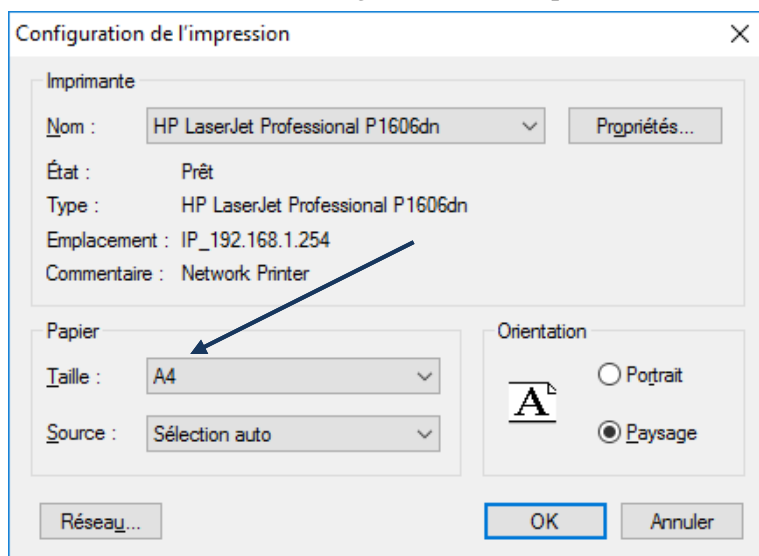 Configuration de l'impression
Imprimante
Nom : HP LaserJet Professional P1606dn Propriétés...
État : Prêt
Type : HP LaserJet Professional P1606dn
Emplacement : IP_192.168.1.254
Commentaire : Network Printer
Papier
Taille : A4
Source : Sélection auto
Orientation
A
Portrait
Paysage
Réseau... OK Annuler